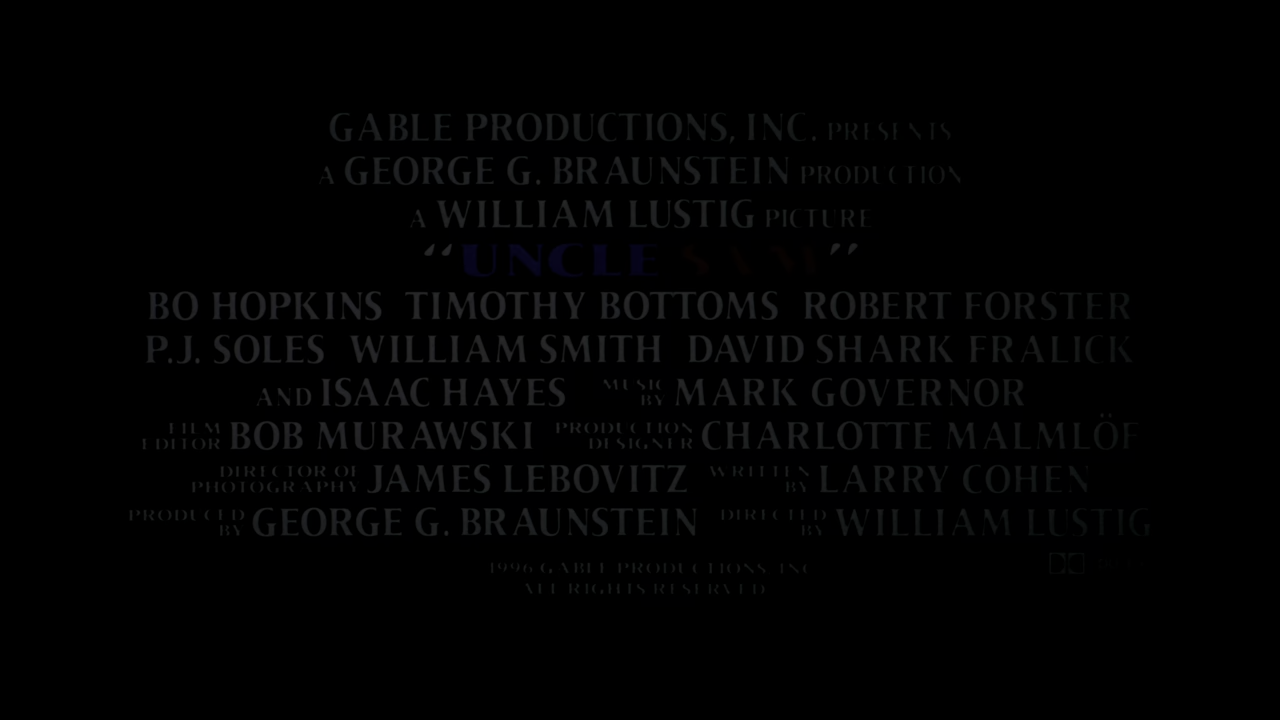 GABLE PRODUCTIONS, INC. PRESENTS
A GEORGE G. BRAUNSTEIN PRODUCTION
A WILLIAM LUSTIG PICTURE
“UNCLE SAM”
BO HOPKINS TIMOTHY BOTTOMS ROBERT FORSTER
P.J. SOLES WILLIAM SMITH DAVID SHARK FRALICK
AND ISAAC HAYES MUSIC BY MARK GOVERNOR
FILM EDITOR BOB MURAWSKI PRODUCTION DESIGNER CHARLOTTE MALMLÖF
DIRECTOR OF PHOTOGRAPHY JAMES LEBOVITZ WRITTEN BY LARRY COHEN
PRODUCED BY GEORGE G. BRAUNSTEIN DIRECTED BY WILLIAM LUSTIG
1996 GABLE PRODUCTIONS, INC.
ALL RIGHTS RESERVED